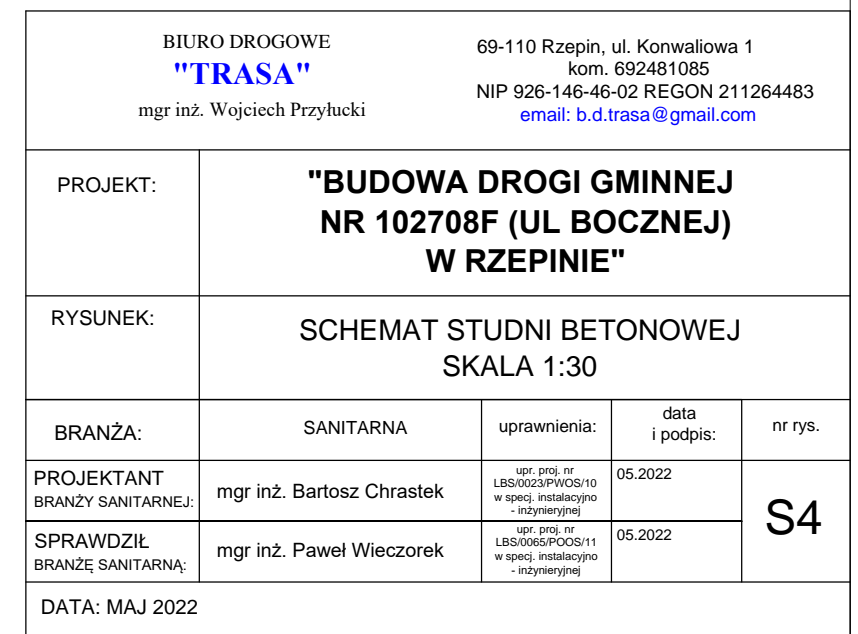 BIURO DROGOWE
"TRASA"
mgr inż. Wojciech Przyłucki
69-110 Rzepin, ul. Konwaliowa 1
kom. 692481085
NIP 926-146-46-02 REGON 211264483
email: b.d.trasa@gmail.com
PROJEKT:
"BUDOWA DROGI GMINNEJ
NR 102708F (UL BOCZNEJ)
W RZEPINIE"
RYSUNEK:
SCHEMAT STUDNI BETONOWEJ
SKALA 1:30
BRANŻA:
SANITARNA
uprawnienia:
data
i podpis:
nr rys.
PROJEKTANT
BRANŻY SANITARNEJ:
mgr inż. Bartosz Chrastek
upr. proj. nr
LBS/0023/PWOS/10
w specj. instalacyjno
- inżynieryjnej
05.2022
S4
SPRAWDZIŁ
BRANŻĘ SANITARNĄ:
mgr inż. Paweł Wieczorek
upr. proj. nr
LBS/0065/POOS/11
w specj. instalacyjno
- inżynieryjnej
05.2022
DATA: MAJ 2022